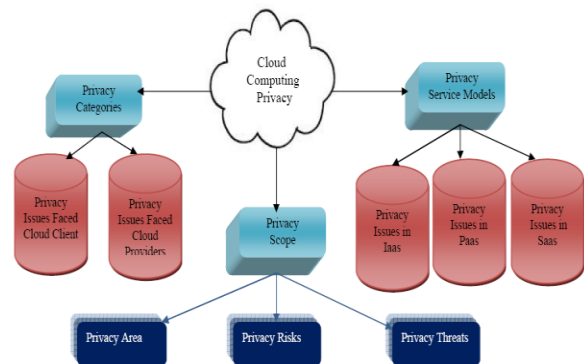 Cloud
Computing
Privacy
Privacy
Categories
Privacy
Service Models
Privacy
Issues Faced
Cloud Client
Privacy
Issues Faced
Cloud
Providers
Privacy
Issues in
Iaas
Privacy
Issues in
Paas
Privacy
Issues in
Saas
Privacy
Scope
Privacy Area
Privacy Risks
Privacy Threats